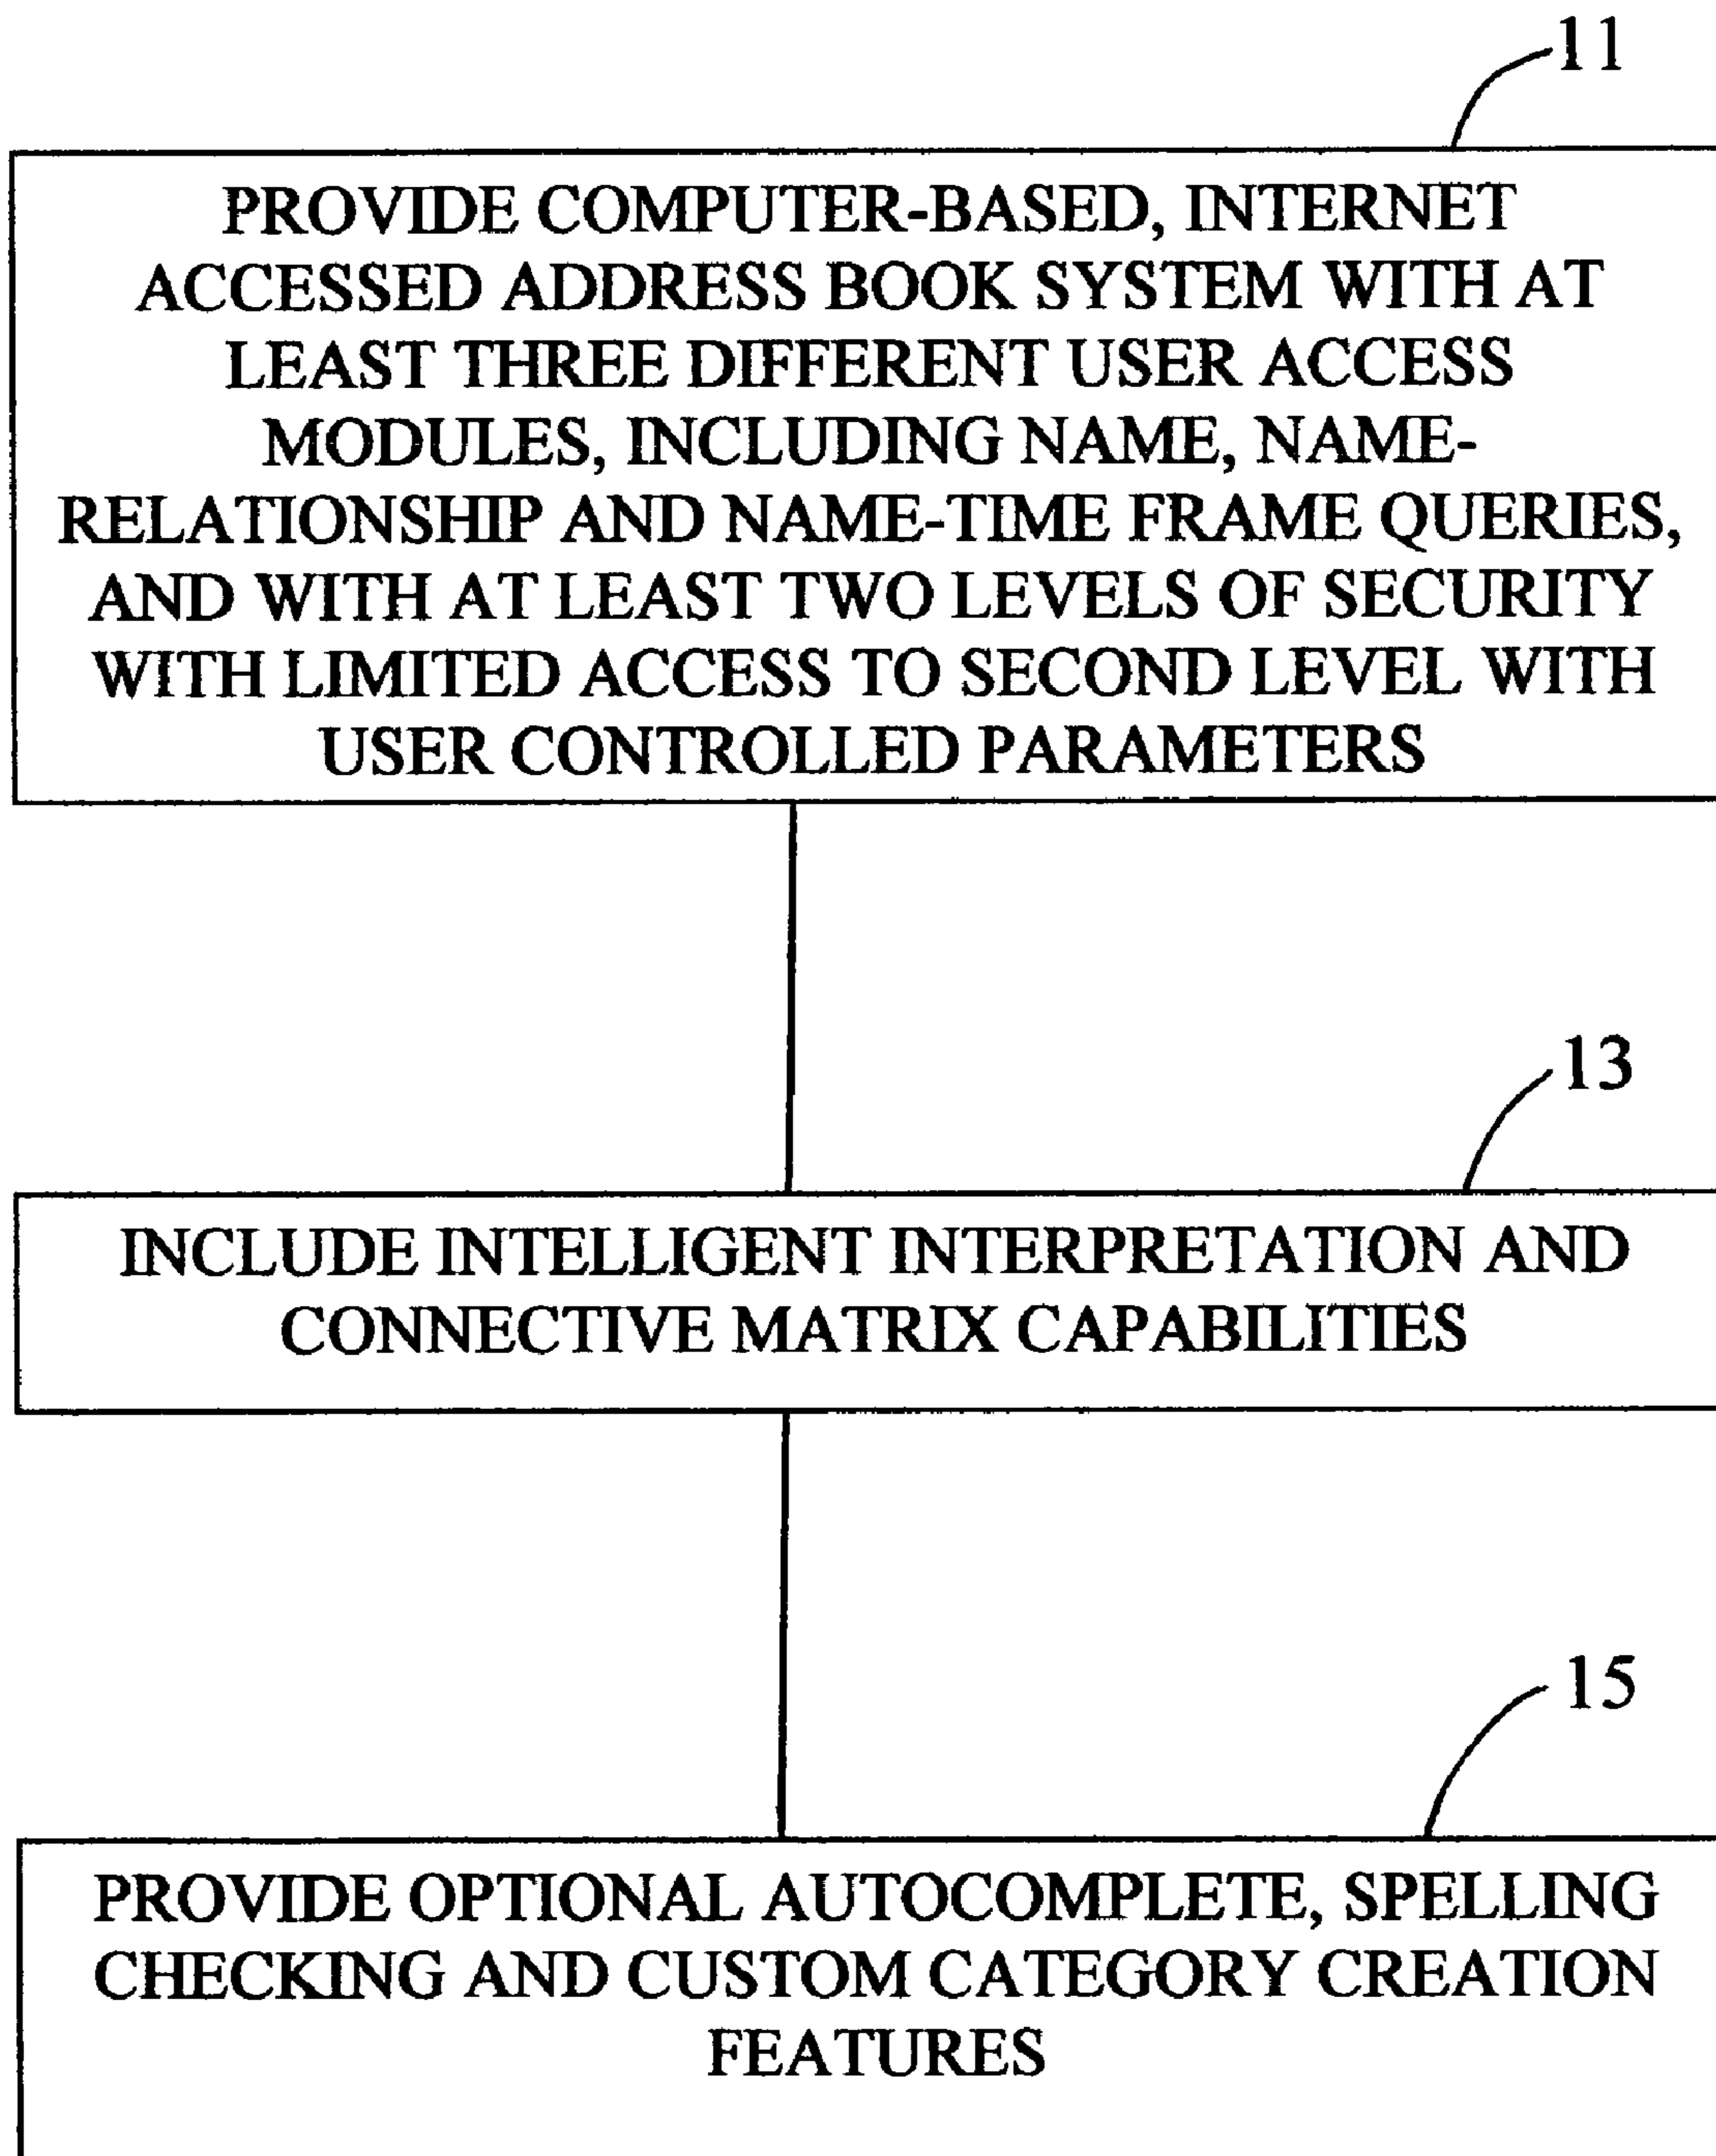 11
PROVIDE COMPUTER-BASED, INTERNET
ACCESSED ADDRESS BOOK SYSTEM WITH AT
LEAST THREE DIFFERENT USER ACCESS
MODULES, INCLUDING NAME, NAME-
RELATIONSHIP AND NAME-TIME FRAME QUERIES,
AND WITH AT LEAST TWO LEVELS OF SECURITY
WITH LIMITED ACCESS TO SECOND LEVEL WITH
USER CONTROLLED PARAMETERS
13
INCLUDE INTELLIGENT INTERPRETATION AND
CONNECTIVE MATRIX CAPABILITIES
15
PROVIDE OPTIONAL AUTOCOMPLETE, SPELLING
CHECKING AND CUSTOM CATEGORY CREATION
FEATURES